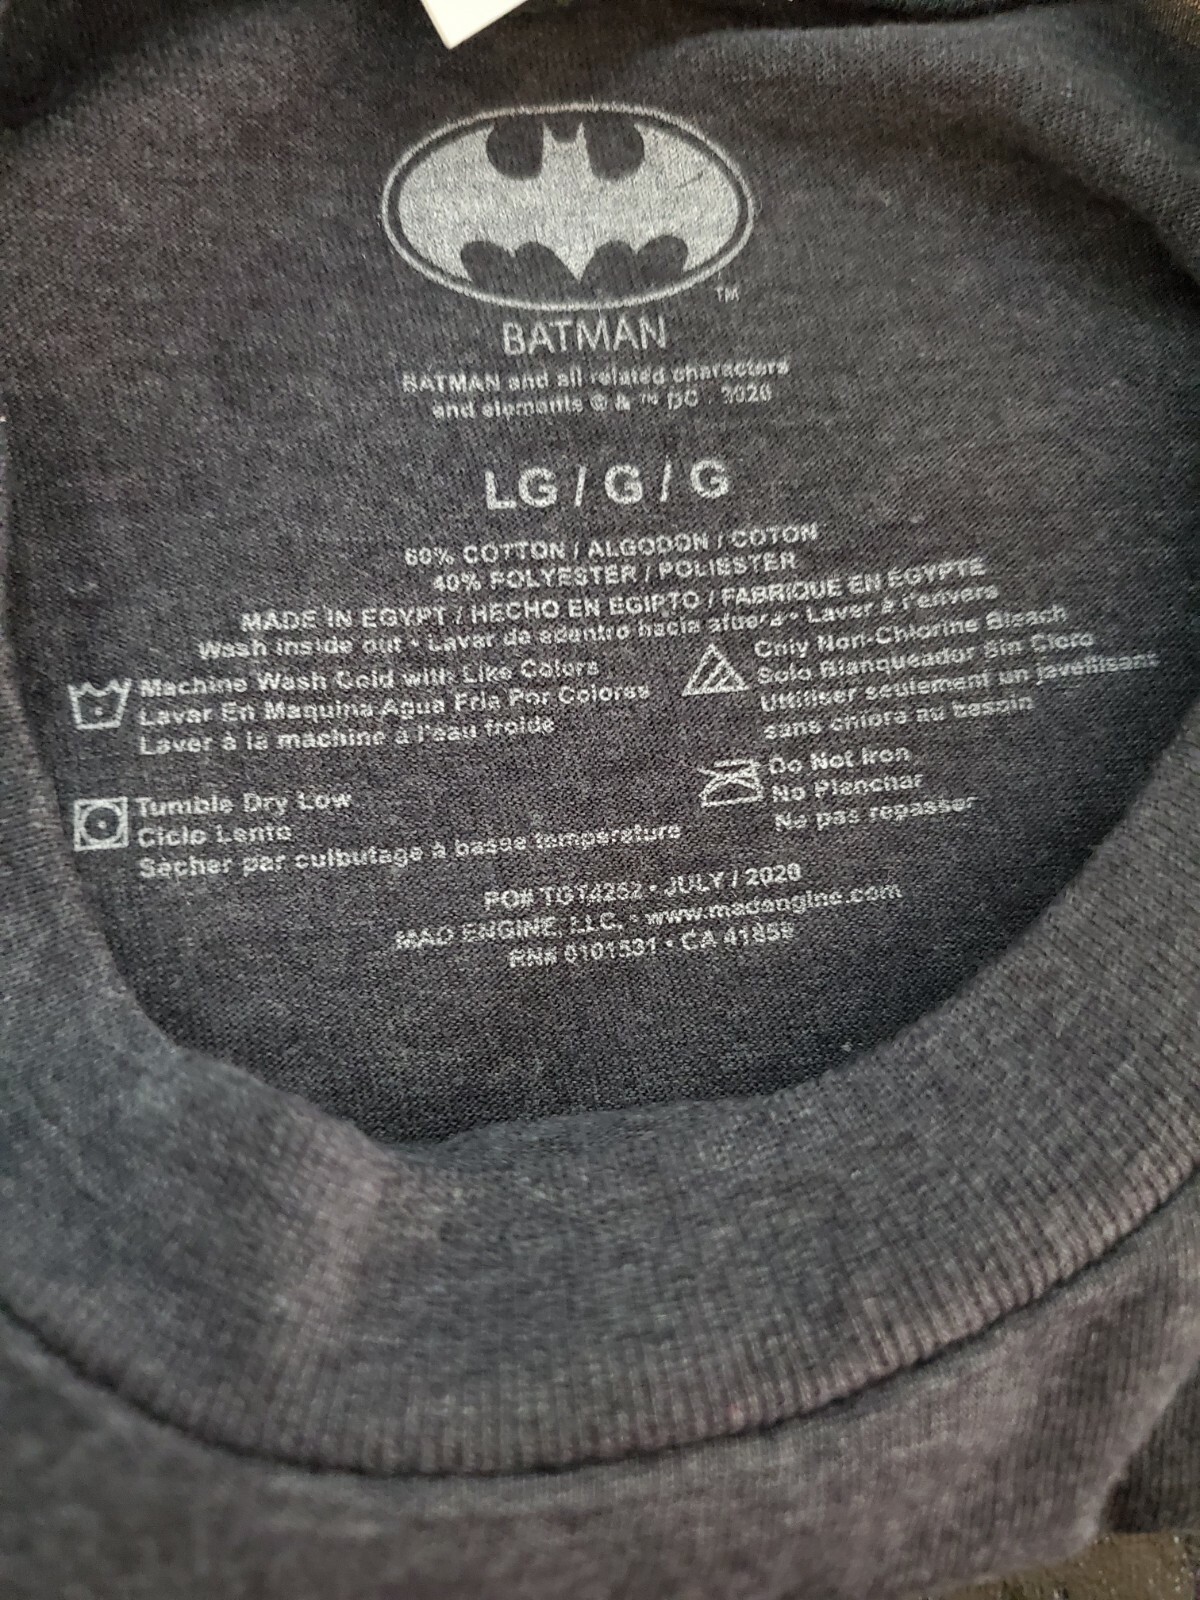 TM
BATMAN
BATMAN and all related characters
and elements © & ™ DC . 2020
LG / G / G
60% COTTON / ALGODON / COTON
40% POLYESTER / POLIESTER
MADE IN EGYPT / HECHO EN EGIPTO / FABRIQUE EN ÉGYPTE
Wash inside out • Lavar de adentro hacia afuera • Laver à l'envers
Machine Wash Cold with Like Colors
Lavar En Maquina Agua Fria Por Colores
Laver à la machine à l'eau froide
Only Non-Chlorine Bleach
Solo Blanqueador Sin Cloro
Uttiliser seulement un javellisant
sans chlore au besoin
Tumble Dry Low
Ciclo Lento
Sécher par culbutage à basse température
Do Not Iron
No Planchar
Ne pas repasser
PO# TGT4252 • JULY / 2020
MAD ENGINE, LLC. • www.madengine.com
RN# 0101531 • CA 41855